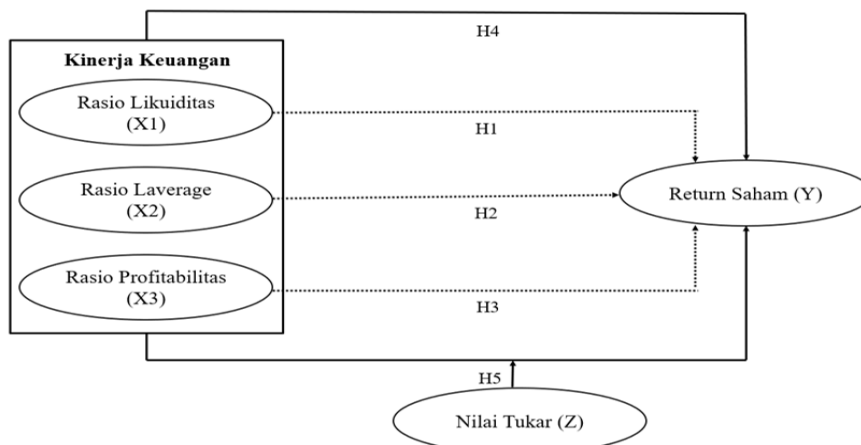 H4
Kinerja Keuangan
Rasio Likuiditas
(X1)
H1
Rasio Laverage
(X2)
H2
Return Saham (Y)
Rasio Profitabilitas
(X3)
H3
H5
Nilai Tukar (Z)